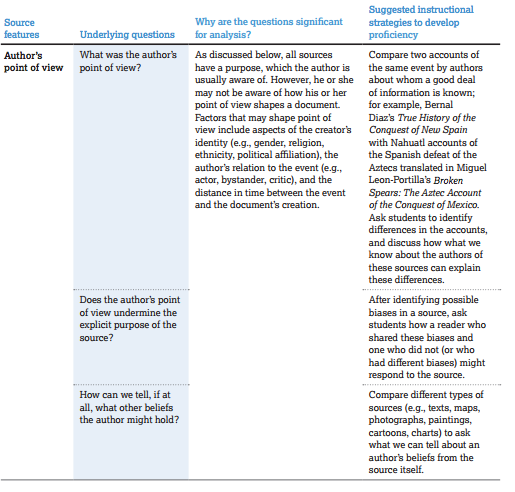 Source
features
Underlying questions
Why are the questions significant
for analysis?
Suggested instructional
strategies to develop
proficiency
Author's
point of view
What was the author's
point of view?
As discussed below, all sources
have a purpose, which the author is
usually aware of. However, he or she
may not be aware of how his or her
point of view shapes a document.
Factors that may shape point of
view include aspects of the creator's
identity (e.g., gender, religion,
ethnicity, political affiliation), the
author's relation to the event (e.g.,
actor, bystander, critic), and the
distance in time between the event
and the document's creation.
Compare two accounts of
the same event by authors
about whom a good deal
of information is known;
for example, Bernal
Diaz's True History of the
Conquest of New Spain
with Nahuatl accounts of
the Spanish defeat of the
Aztecs translated in Miguel
Leon-Portilla's Broken
Spears: The Aztec Account
of the Conquest of Mexico.
Ask students to identify
differences in the accounts,
and discuss how what we
know about the authors of
these sources can explain
these differences.
Does the author's point
of view undermine the
explicit purpose of the
source?
After identifying possible
biases in a source, ask
students how a reader who
shared these biases and
one who did not (or who
had different biases) might
respond to the source.
How can we tell, if at
all, what other beliefs
the author might hold?
Compare different types of
sources (e.g., texts, maps,
photographs, paintings,
cartoons, charts) to ask
what we can tell about an
author's beliefs from the
source itself.